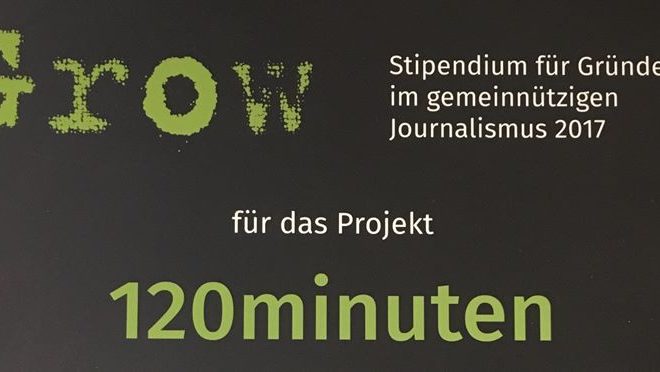 Grow
Stipendium für Gründe
im gemeinnützigen
Journalismus 2017
für das Projekt
120minuten